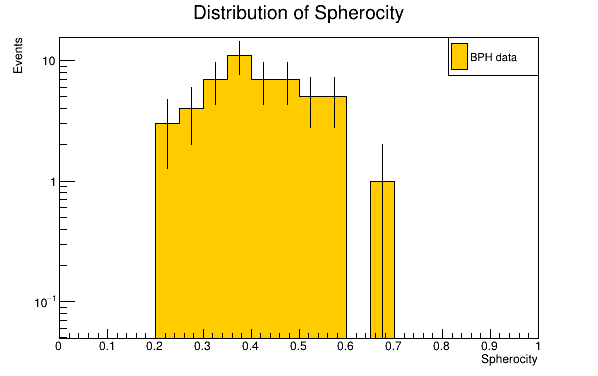 Distribution of Spherocity
Events
BPH data
10
1
10⁻¹
0 0.1 0.2 0.3 0.4 0.5 0.6 0.7 0.8 0.9 1
Spherocity